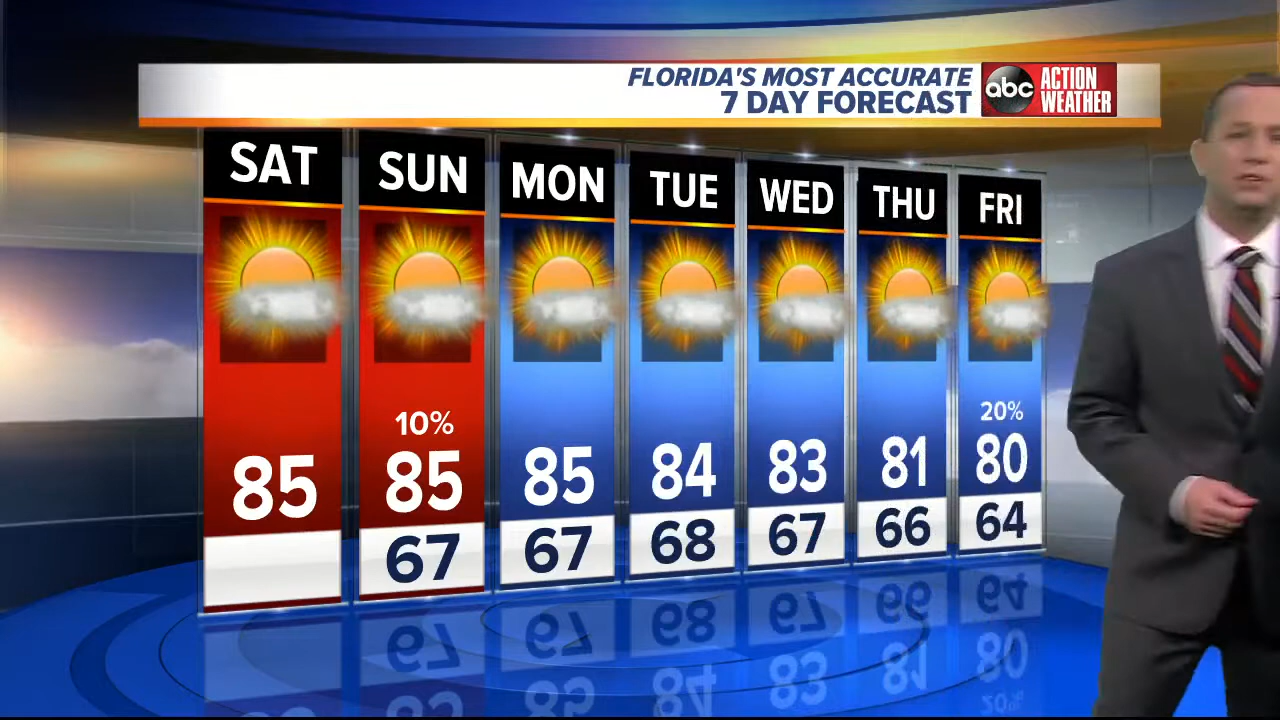 FLORIDA'S MOST ACCURATE
7 DAY FORECAST
abc
ACTION
WEATHER
SAT
SUN
MON
TUE
WED
THU
FRI
10%
20%
85
85
85
84
83
81
80
67
67
68
67
66
64